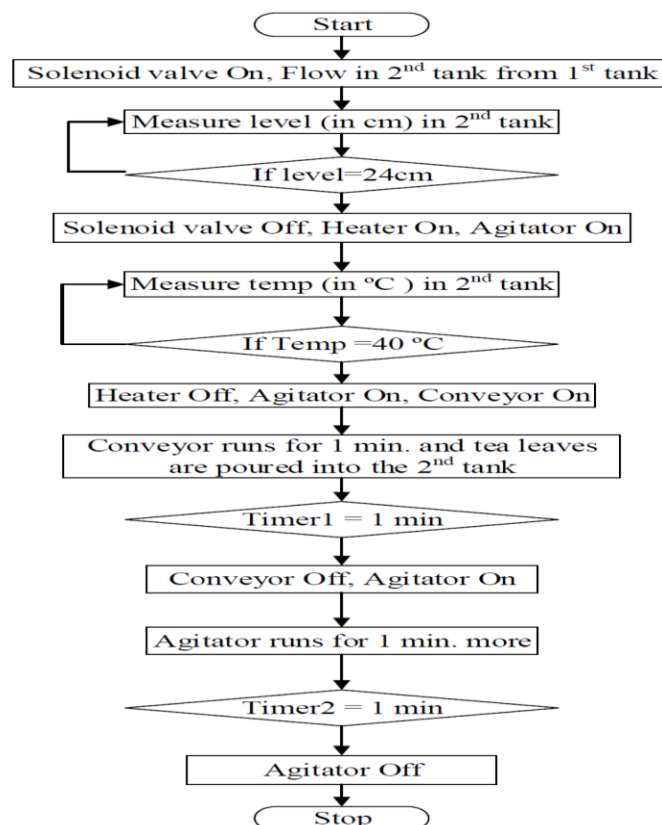 Start
Solenoid valve On, Flow in 2nd tank from 1st tank
Measure level (in cm) in 2nd tank
If level=24cm
Solenoid valve Off, Heater On, Agitator On
Measure temp (in ºC ) in 2nd tank
If Temp =40 ºC
Heater Off, Agitator On, Conveyor On
Conveyor runs for 1 min. and tea leaves
are poured into the 2nd tank
Timer1 = 1 min
Conveyor Off, Agitator On
Agitator runs for 1 min. more
Timer2 = 1 min
Agitator Off
Stop